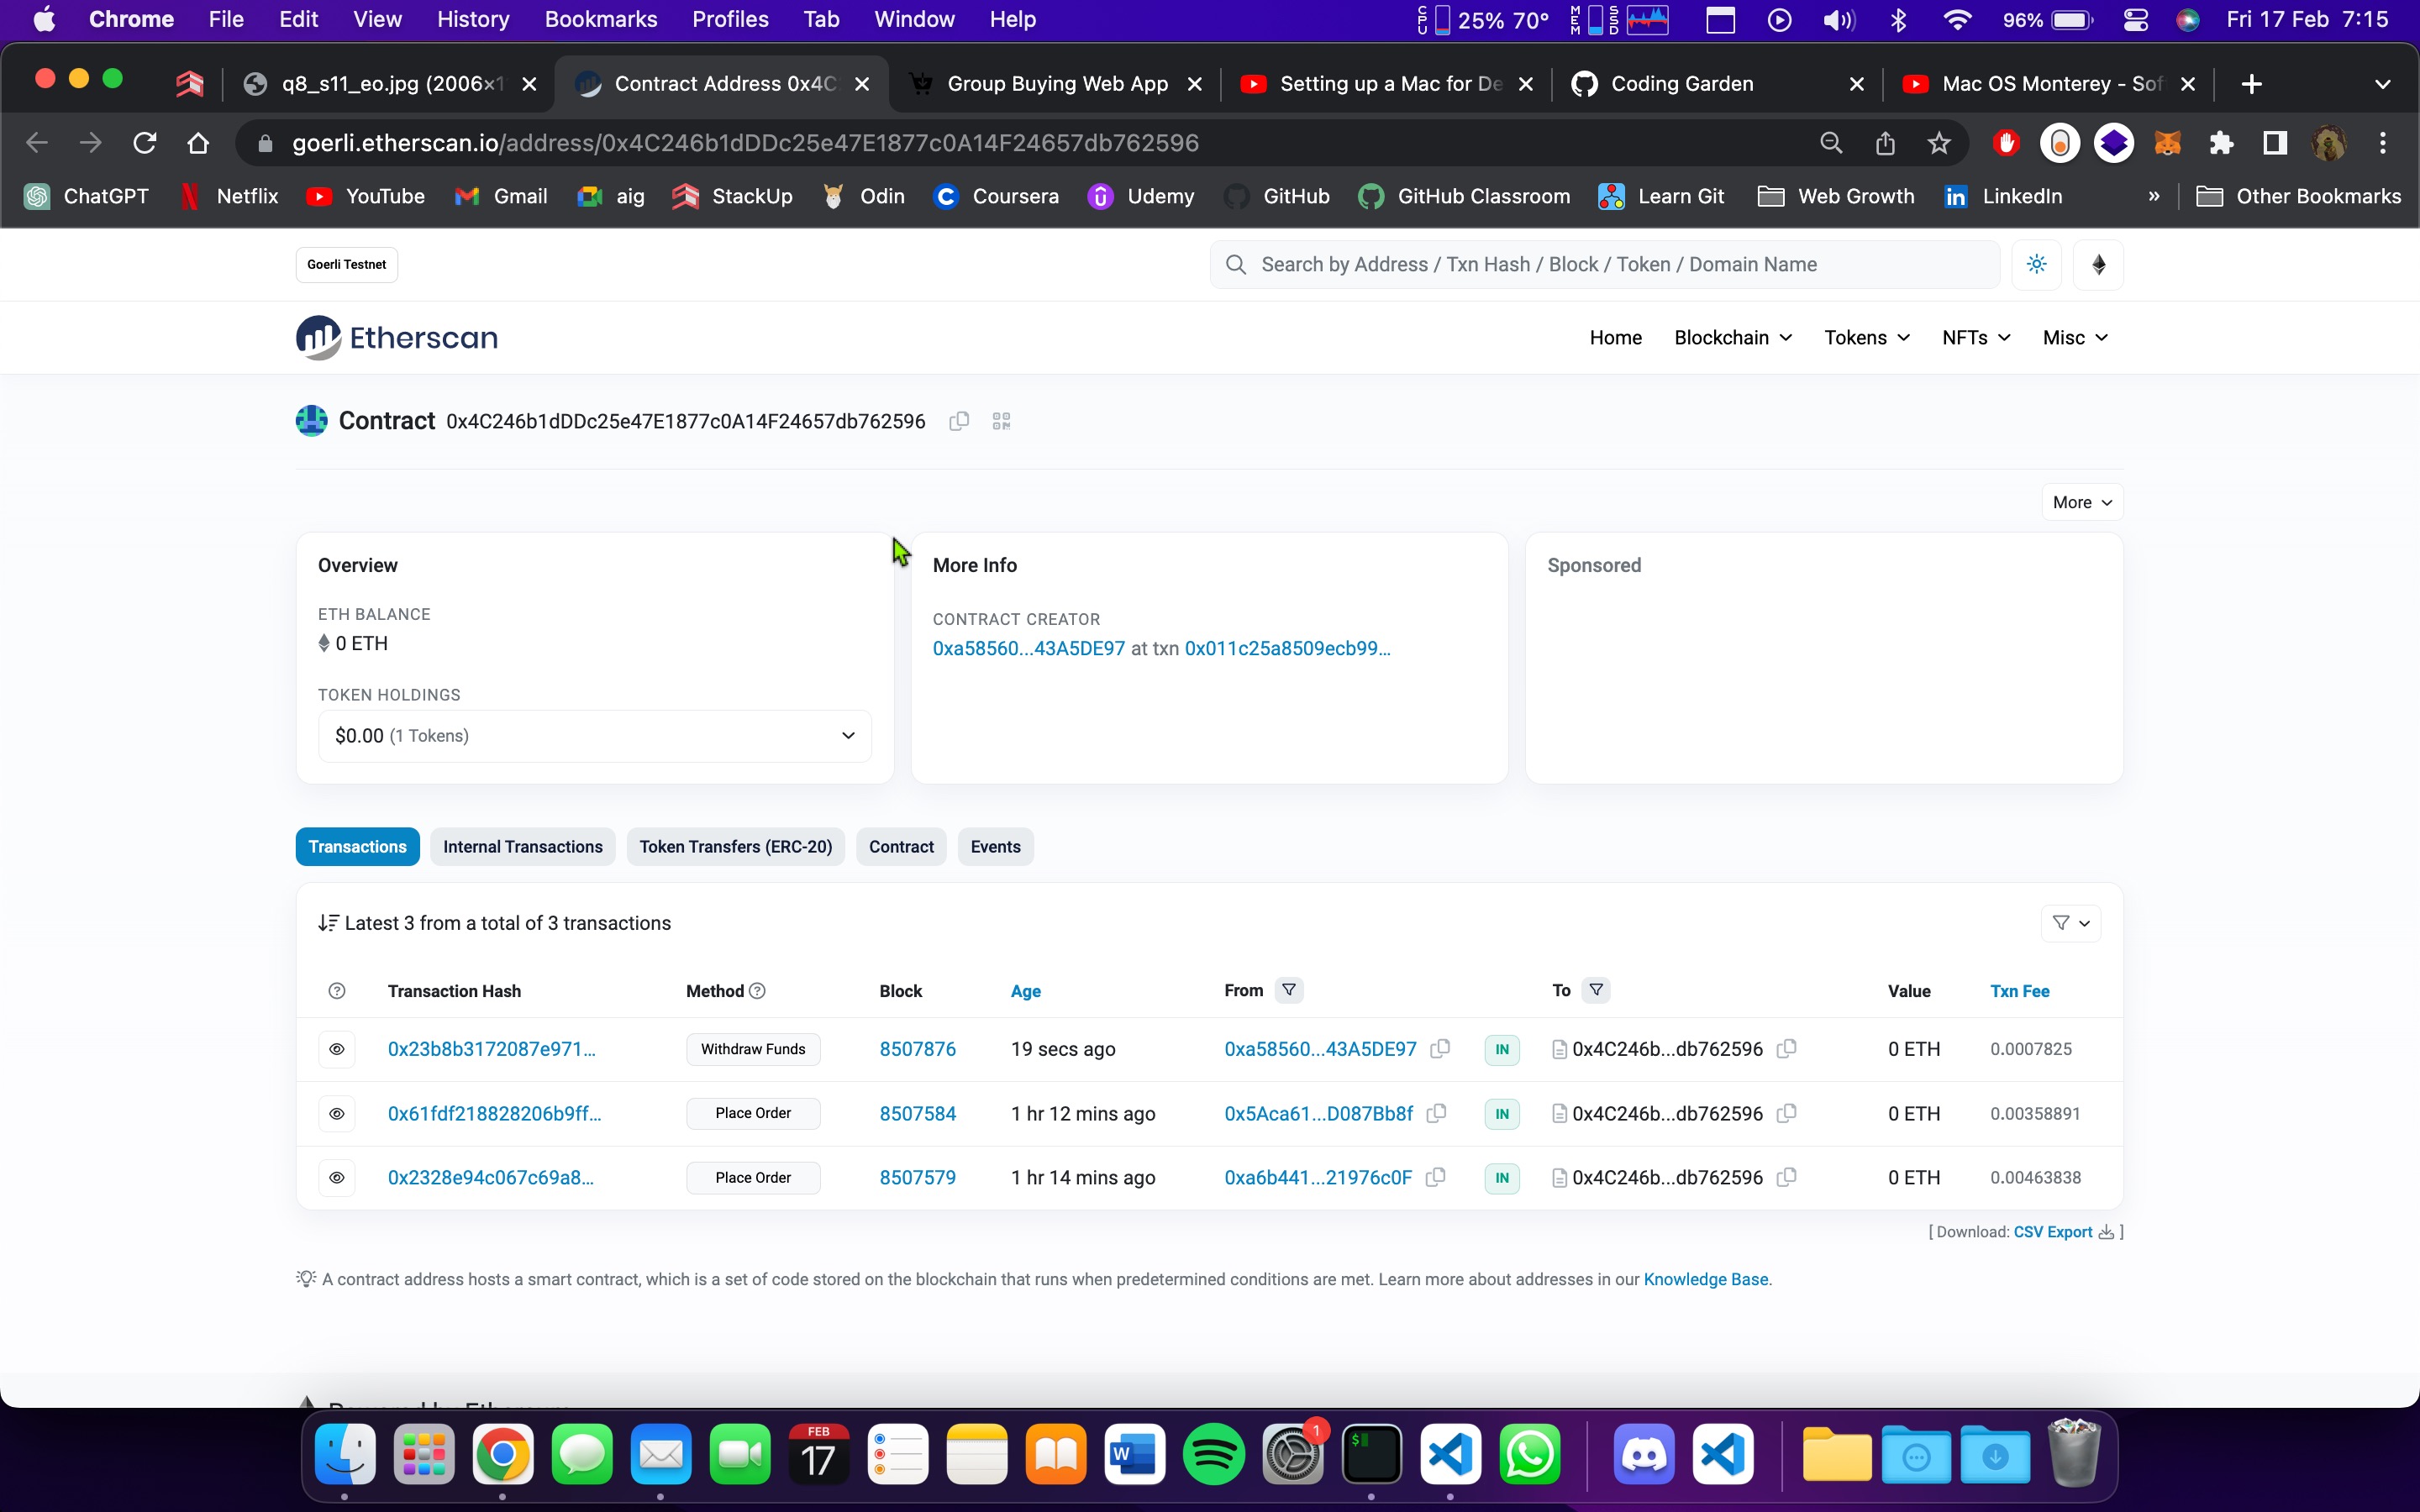 Chrome File Edit View History Bookmarks Profiles Tab Window Help CPU 25% 70° MEM SSD 96% Fri 17 Feb 7:15
q8_s11_eo.jpg (2006×1 Contract Address 0x4C Group Buying Web App Setting up a Mac for De Coding Garden Mac OS Monterey - Sof
goerli.etherscan.io/address/0x4C246b1dDDc25e47E1877c0A14F24657db762596
ChatGPT Netflix YouTube Gmail aig StackUp Odin Coursera Udemy GitHub GitHub Classroom Learn Git Web Growth LinkedIn » Other Bookmarks
Goerli Testnet Search by Address / Txn Hash / Block / Token / Domain Name
Etherscan Home Blockchain Tokens NFTs Misc
Contract 0x4C246b1dDDc25e47E1877c0A14F24657db762596
More
Overview More Info Sponsored
ETH BALANCE CONTRACT CREATOR
0 ETH 0xa58560...43A5DE97 at txn 0x011c25a8509ecb99...
TOKEN HOLDINGS
$0.00 (1 Tokens)
Transactions Internal Transactions Token Transfers (ERC-20) Contract Events
Latest 3 from a total of 3 transactions
Transaction Hash Method Block Age From To Value Txn Fee
0x23b8b3172087e971... Withdraw Funds 8507876 19 secs ago 0xa58560...43A5DE97 IN 0x4C246b...db762596 0 ETH 0.0007825
0x61fdf218828206b9ff... Place Order 8507584 1 hr 12 mins ago 0x5Aca61...D087Bb8f IN 0x4C246b...db762596 0 ETH 0.00358891
0x2328e94c067c69a8... Place Order 8507579 1 hr 14 mins ago 0xa6b441...21976c0F IN 0x4C246b...db762596 0 ETH 0.00463838
[ Download: CSV Export ]
A contract address hosts a smart contract, which is a set of code stored on the blockchain that runs when predetermined conditions are met. Learn more about addresses in our Knowledge Base.
FEB 17 W 1 $